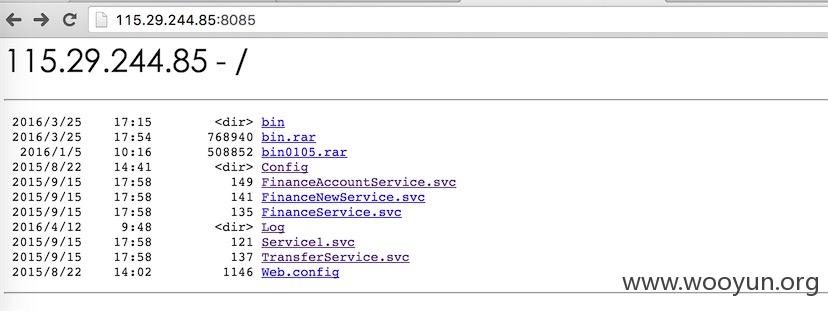 115.29.244.85:8085
115.29.244.85 - /
2016/3/25 17:15 <dir> bin
2016/3/25 17:54 768940 bin.rar
2016/1/5 10:16 508852 bin0105.rar
2015/8/22 14:41 <dir> Config
2015/9/15 17:58 149 FinanceAccountService.svc
2015/9/15 17:58 141 FinanceNewService.svc
2015/9/15 17:58 135 FinanceService.svc
2016/4/12 9:48 <dir> Log
2015/9/15 17:58 121 Service1.svc
2015/9/15 17:58 137 TransferService.svc
2015/8/22 14:02 1146 Web.config
www.wooyun.org